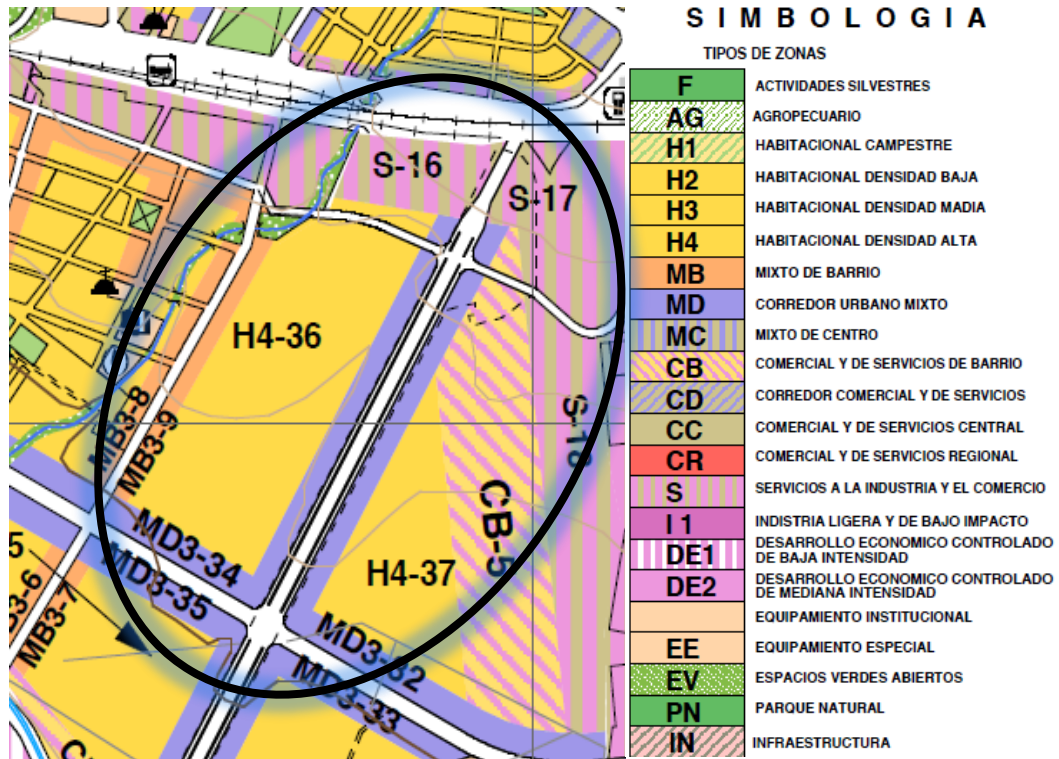 S I M B O L O G I A
TIPOS DE ZONAS
F ACTIVIDADES SILVESTRES
AG AGROPECUARIO
H1 HABITACIONAL CAMPESTRE
H2 HABITACIONAL DENSIDAD BAJA
H3 HABITACIONAL DENSIDAD MADIA
H4 HABITACIONAL DENSIDAD ALTA
MB MIXTO DE BARRIO
MD CORREDOR URBANO MIXTO
MC MIXTO DE CENTRO
CB COMERCIAL Y DE SERVICIOS DE BARRIO
CD CORREDOR COMERCIAL Y DE SERVICIOS
CC COMERCIAL Y DE SERVICIOS CENTRAL
CR COMERCIAL Y DE SERVICIOS REGIONAL
S SERVICIOS A LA INDUSTRIA Y EL COMERCIO
I 1 INDISTRIA LIGERA Y DE BAJO IMPACTO
DE1 DESARROLLO ECONOMICO CONTROLADO
DE BAJA INTENSIDAD
DE2 DESARROLLO ECONOMICO CONTROLADO
DE MEDIANA INTENSIDAD
EQUIPAMIENTO INSTITUCIONAL
EE EQUIPAMIENTO ESPECIAL
EV ESPACIOS VERDES ABIERTOS
PN PARQUE NATURAL
IN INFRAESTRUCTURA
S-16
S-17
H4-36
MB3-8
MB3-9
CB-5
MD3-34
MD3-35
H4-37
5
MB3-7
MD3-32
MD3-33